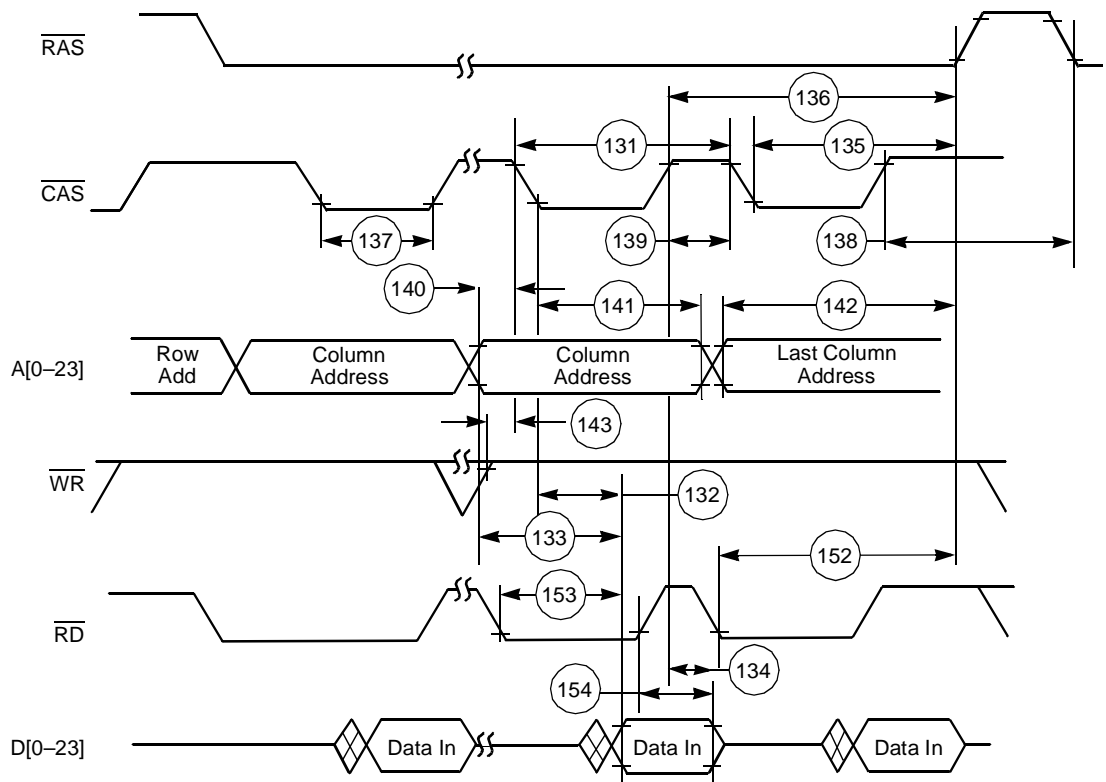 RAS
136
131
135
CAS
137
139
138
140
141
142
A[0–23]
Row
Add
Column
Address
Column
Address
Last Column
Address
143
WR
132
133
152
153
RD
134
154
D[0–23]
Data In
Data In
Data In